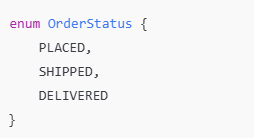 enum OrderStatus {
    PLACED,
    SHIPPED,
    DELIVERED
}